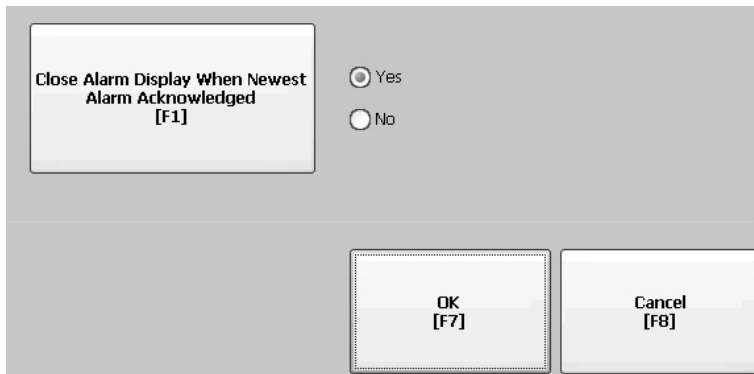 Close Alarm Display When Newest
Alarm Acknowledged
[F1]
Yes
No
OK
[F7]
Cancel
[F8]